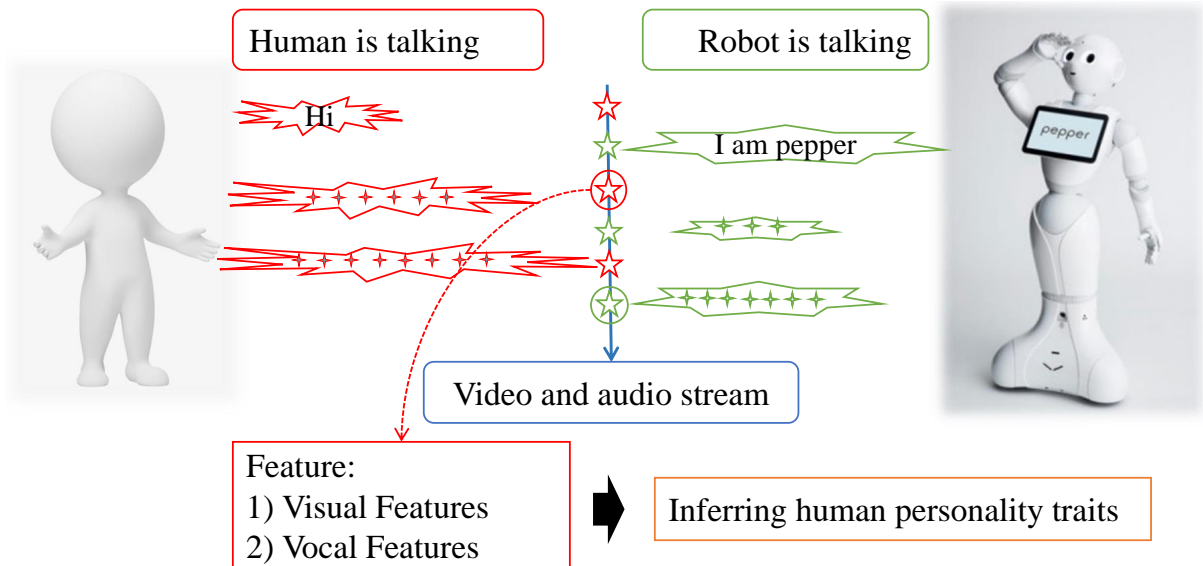 Human is talking
Robot is talking
Hi
I am pepper
pepper
Video and audio stream
Feature:
1) Visual Features
2) Vocal Features
Inferring human personality traits